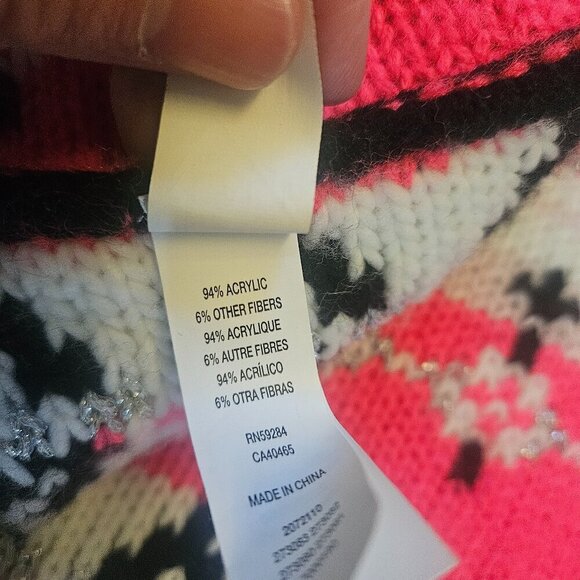 94% ACRYLIC
6% OTHER FIBERS
94% ACRYLIQUE
6% AUTRE FIBRES
94% ACRÍLICO
6% OTRA FIBRAS
RN59284
CA40465
MADE IN CHINA
2072110